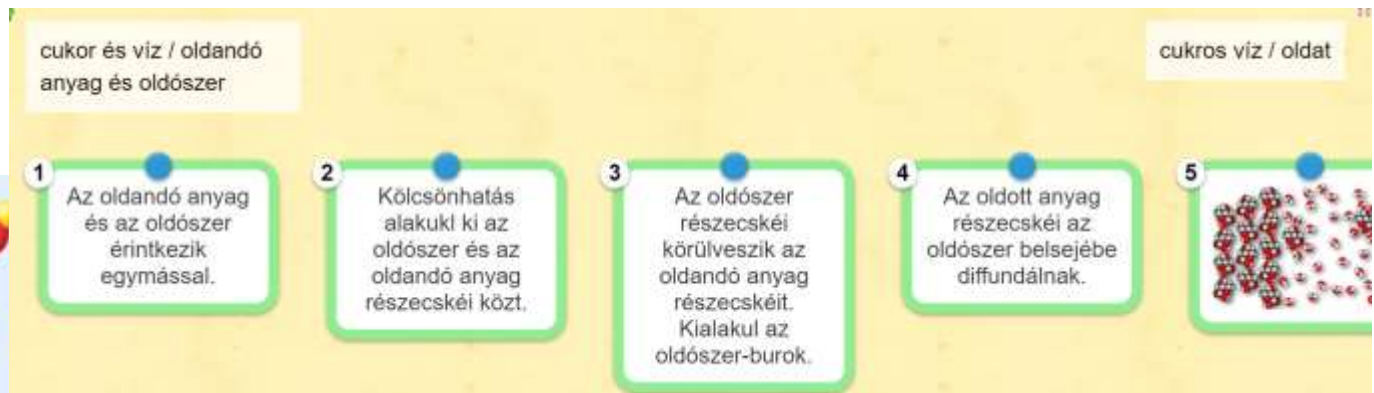 cukor és víz / oldandó
anyag és oldószer
cukros víz / oldat
1
Az oldandó anyag
és az oldószer
érintkezik
egymással.
2
Kölcsönhatás
alakukl ki az
oldószer és az
oldandó anyag
részecskéi közt.
3
Az oldószer
részecskéi
körülveszik az
oldandó anyag
részecskéit.
Kialakul az
oldószer-burok.
4
Az oldott anyag
részecskéi az
oldószer belsejébe
diffundálnak.
5